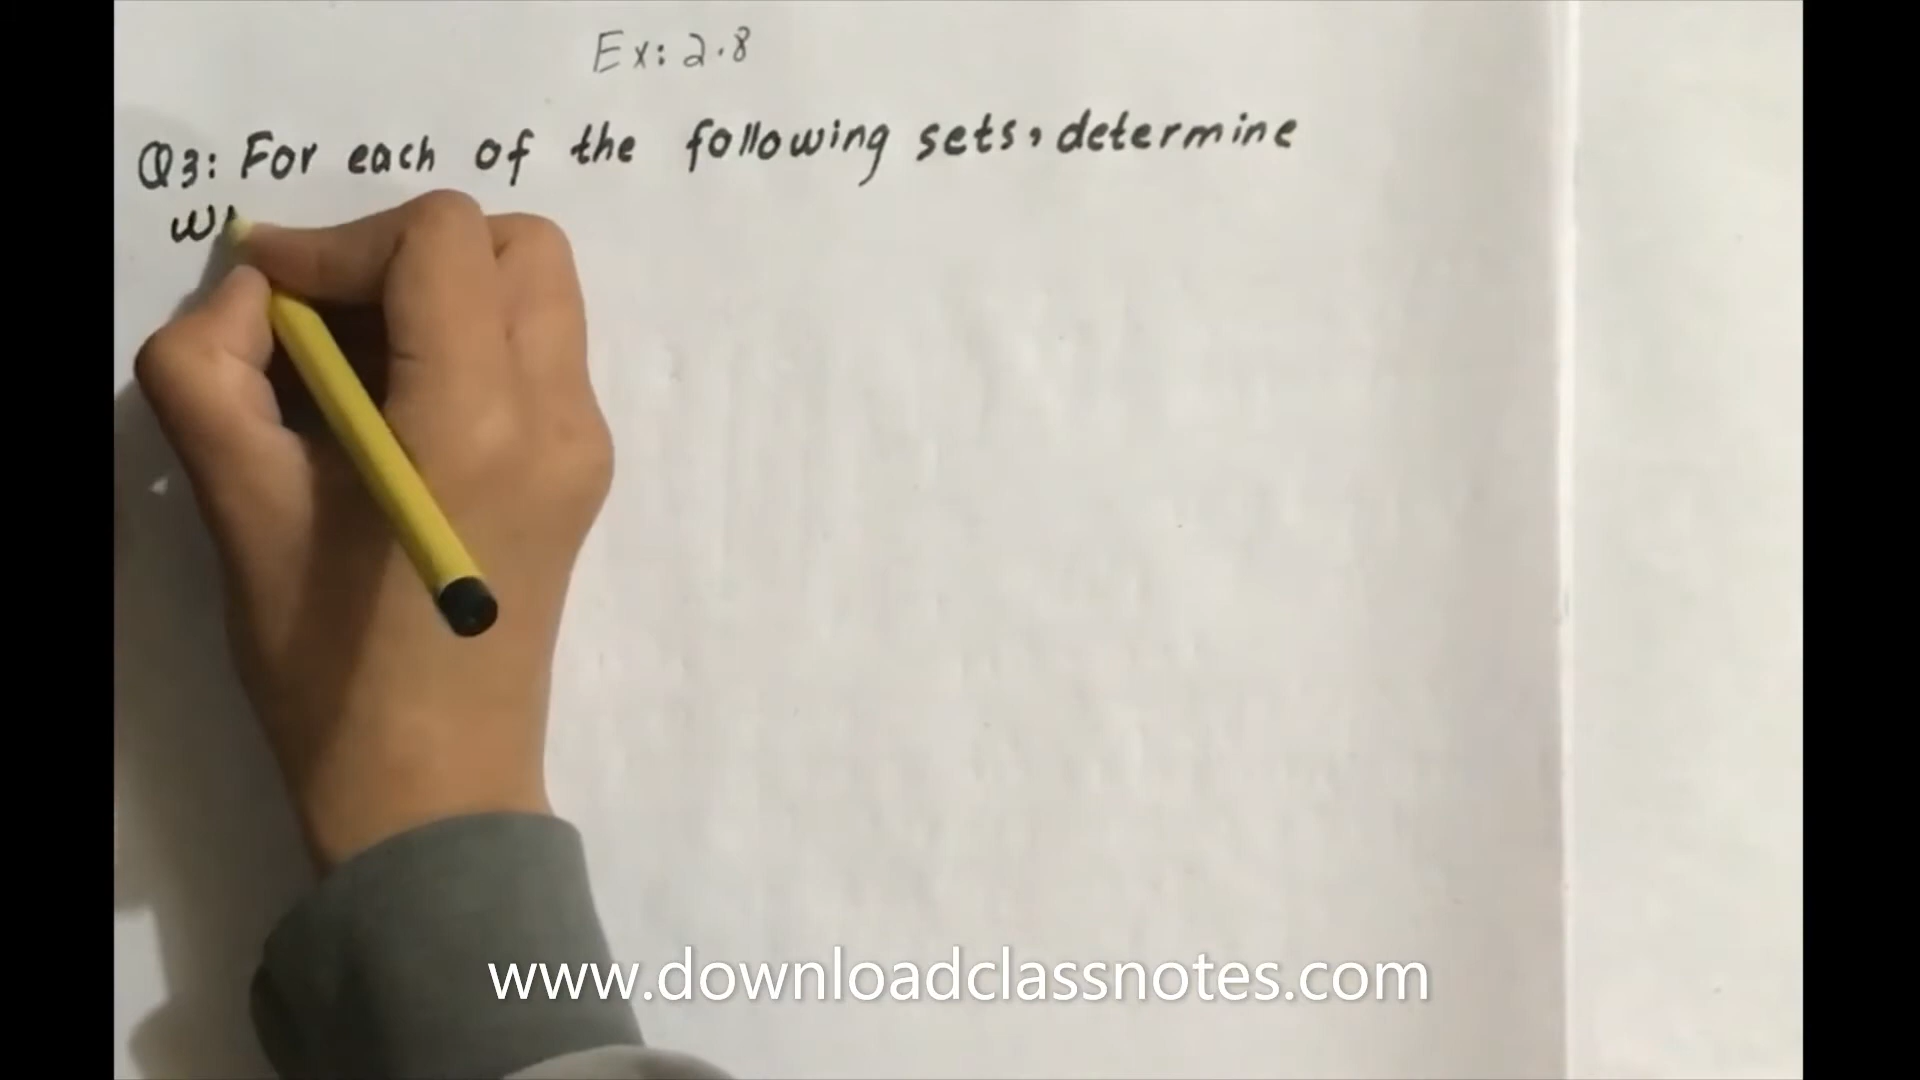 Ex: 2.8
Q3: For each of the following sets, determine
www.downloadclassnotes.com